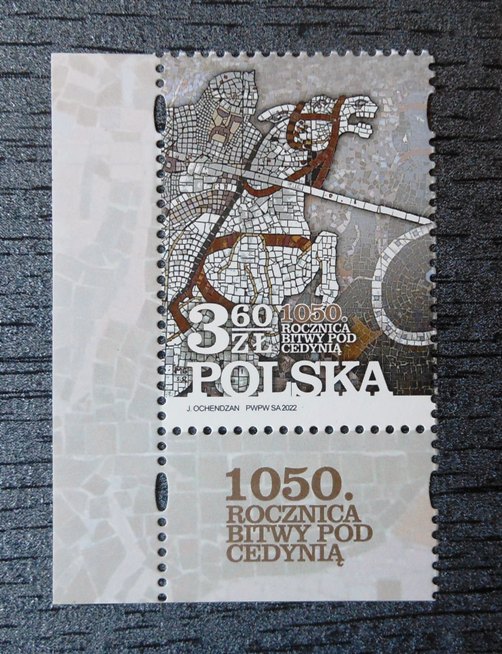 3 60 ZŁ
1050.
ROCZNICA
BITWY POD
CEDYNIĄ
POLSKA
J. OCHENDZAN PWPW SA 2022
1050.
ROCZNICA
BITWY POD
CEDYNIĄ